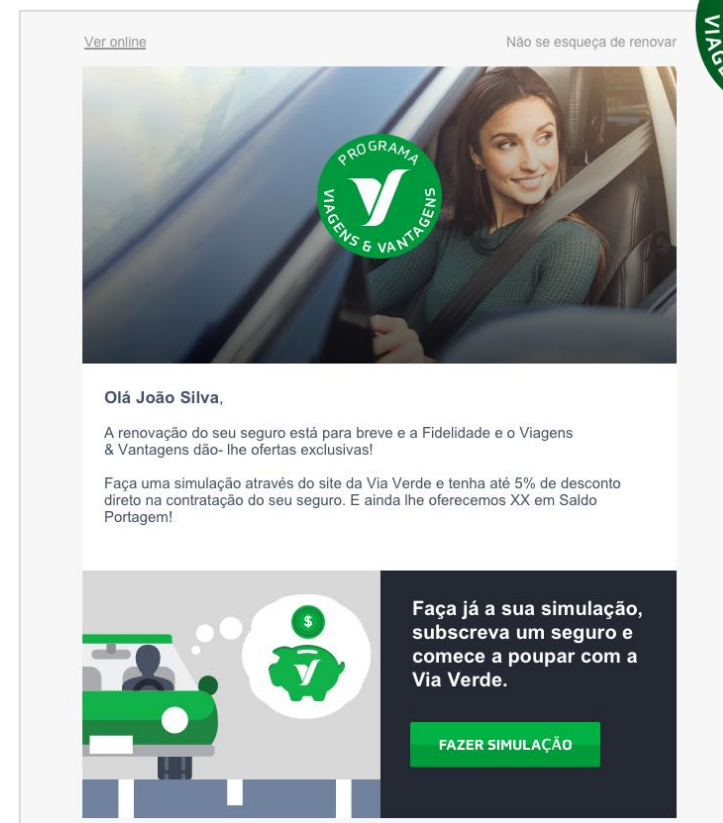 Ver online
Não se esqueça de renovar
PROGRAMA
VIAGENS & VANTAGENS
Olá João Silva,
A renovação do seu seguro está para breve e a Fidelidade e o Viagens
& Vantagens dão- lhe ofertas exclusivas!
Faça uma simulação através do site da Via Verde e tenha até 5% de desconto
direto na contratação do seu seguro. E ainda lhe oferecemos XX em Saldo
Portagem!
$
Faça já a sua simulação,
subscreva um seguro e
comece a poupar com a
Via Verde.
FAZER SIMULAÇÃO